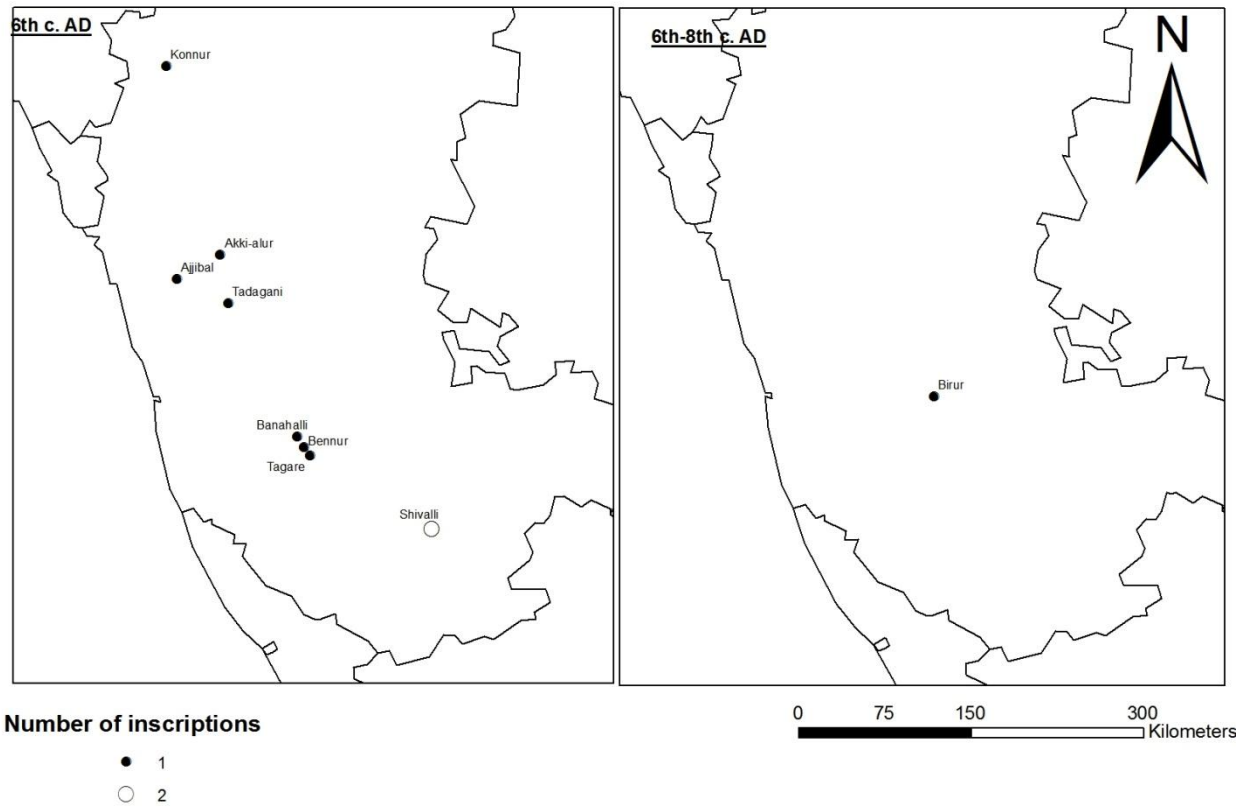 6th c. AD
Konnur
Akki-alur
Ajjibal
Tadagani
Banahalli
Bennur
Tagare
Shivalli
6th-8th c. AD
N
Birur
Number of inscriptions
1
2
0 75 150 300
Kilometers